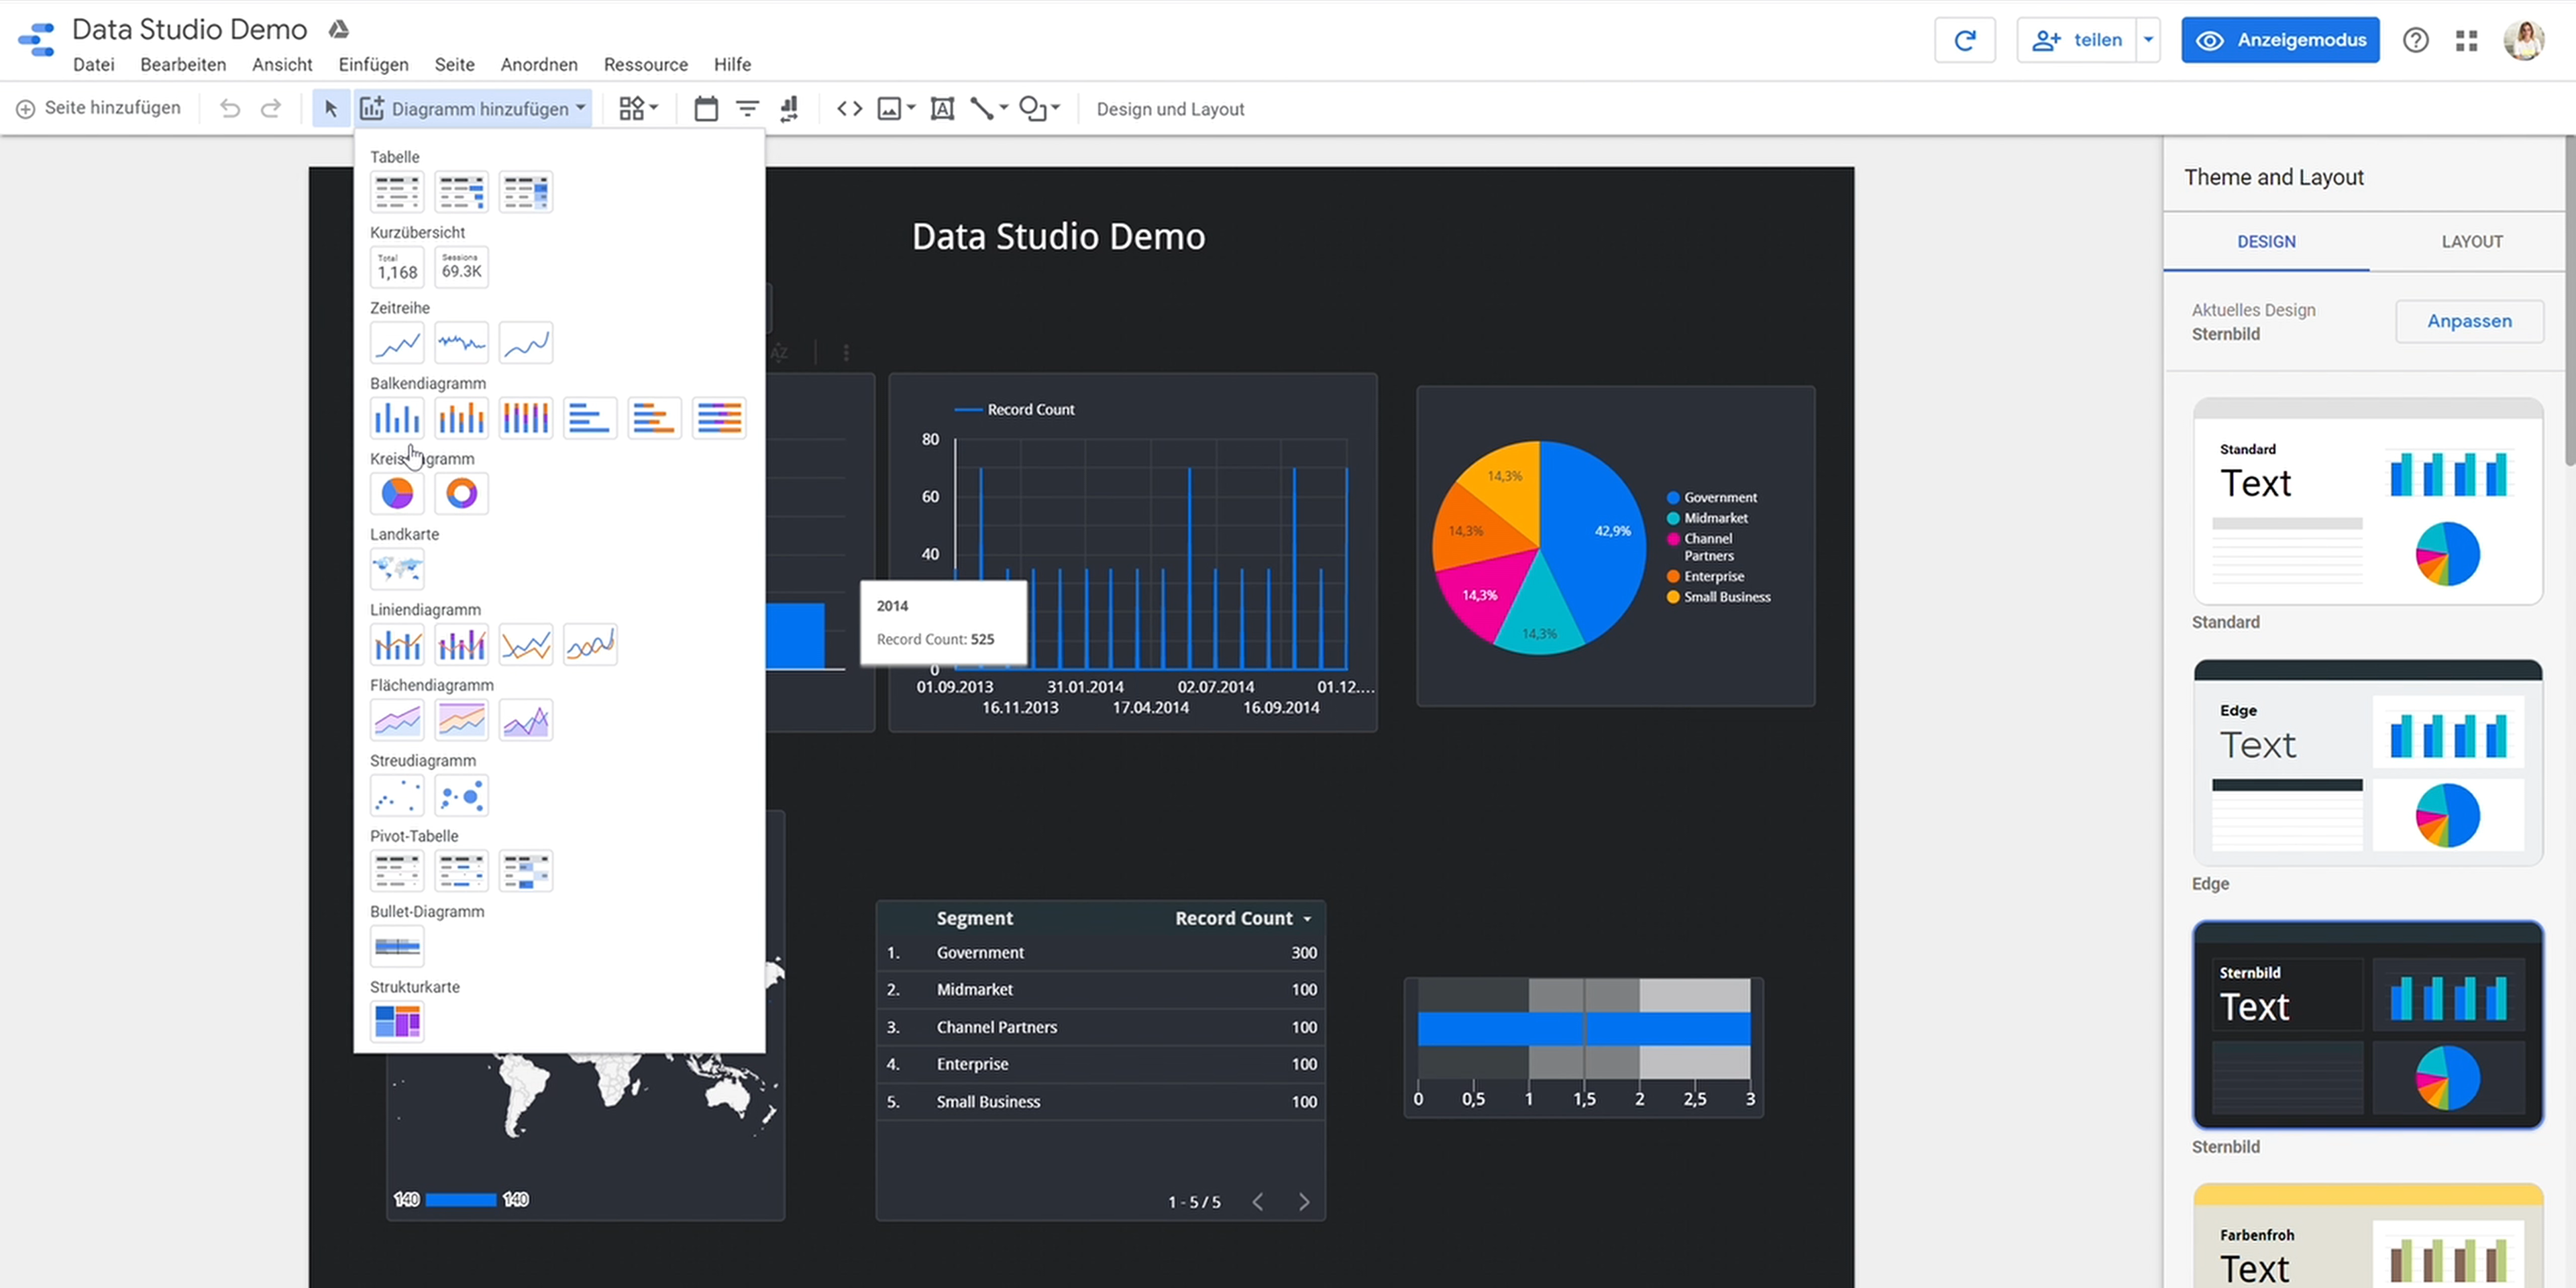 Data Studio Demo
Datei Bearbeiten Ansicht Einfügen Seite Anordnen Ressource Hilfe
teilen
Anzeigemodus
Seite hinzufügen
Diagramm hinzufügen
Design und Layout
Tabelle
Kurzübersicht
Total
1,168
Sessions
69.3K
Zeitreihe
Balkendiagramm
Landkarte
Liniendiagramm
Flächendiagramm
Streudiagramm
Pivot-Tabelle
Bullet-Diagramm
Strukturkarte
Data Studio Demo
Record Count
80
60
40
0
01.09.2013 31.01.2014 02.07.2014 01.12....
16.11.2013 17.04.2014 16.09.2014
2014
Record Count: 525
14,3%
14,3%
42,9%
14,3%
14,3%
Government
Midmarket
Channel
Partners
Enterprise
Small Business
Segment Record Count
1. Government 300
2. Midmarket 100
3. Channel Partners 100
4. Enterprise 100
5. Small Business 100
1 - 5 / 5
0 0,5 1 1,5 2 2,5 3
140 140
Theme and Layout
DESIGN LAYOUT
Aktuelles Design
Sternbild
Anpassen
Standard
Text
Standard
Edge
Text
Edge
Sternbild
Text
Sternbild
Farbenfroh
Text